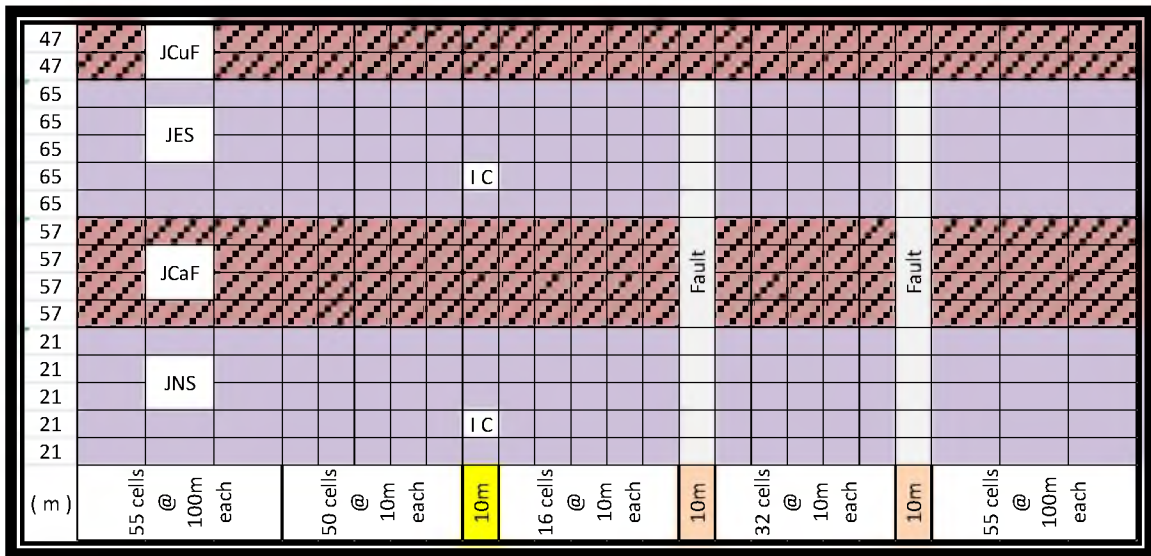 47
JCuF
47
65
65
JES
65
65
I C
65
57
57
JCaF
57
57
Fault
Fault
21
21
JNS
21
21
I C
21
( m )
55 cells
@
100m
each
50 cells
@
10m
each
10m
16 cells
@
10m
each
10m
32 cells
@
10m
each
10m
55 cells
@
100m
each